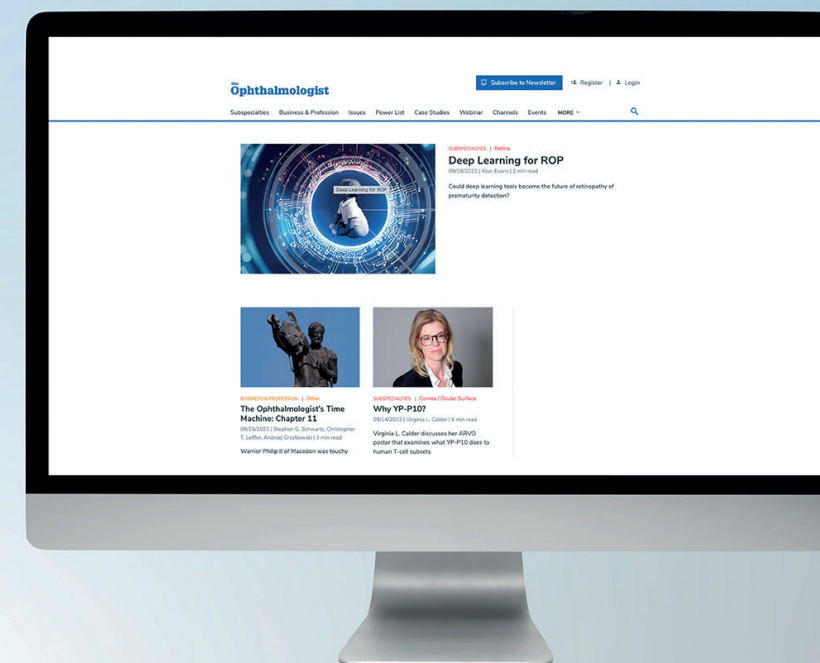 the
Ophthalmologist
Subscribe to Newsletter
Register | Login
Subspecialties Business & Profession Issues Power List Case Studies Webinar Channels Events MORE
SUBSPECIALTIES | Retina
Deep Learning for ROP
09/18/2023 | Alun Evans | 2 min read
Could deep learning tools become the future of retinopathy of
prematurity detection?
Deep Learning for ROP
BUSINESS & PROFESSION | Other
The Ophthalmologist's Time
Machine: Chapter 11
09/15/2023 | Stephen G. Schwartz, Christopher
T. Leffler, Andrzej Grzybowski | 3 min read
Warrior Philip II of Macedon was touchy
SUBSPECIALTIES | Cornea / Ocular Surface
Why YP-P10?
09/14/2023 | Virginia L. Calder | 6 min read
Virginia L. Calder discusses her ARVO
poster that examines what YP-P10 does to
human T-cell subsets